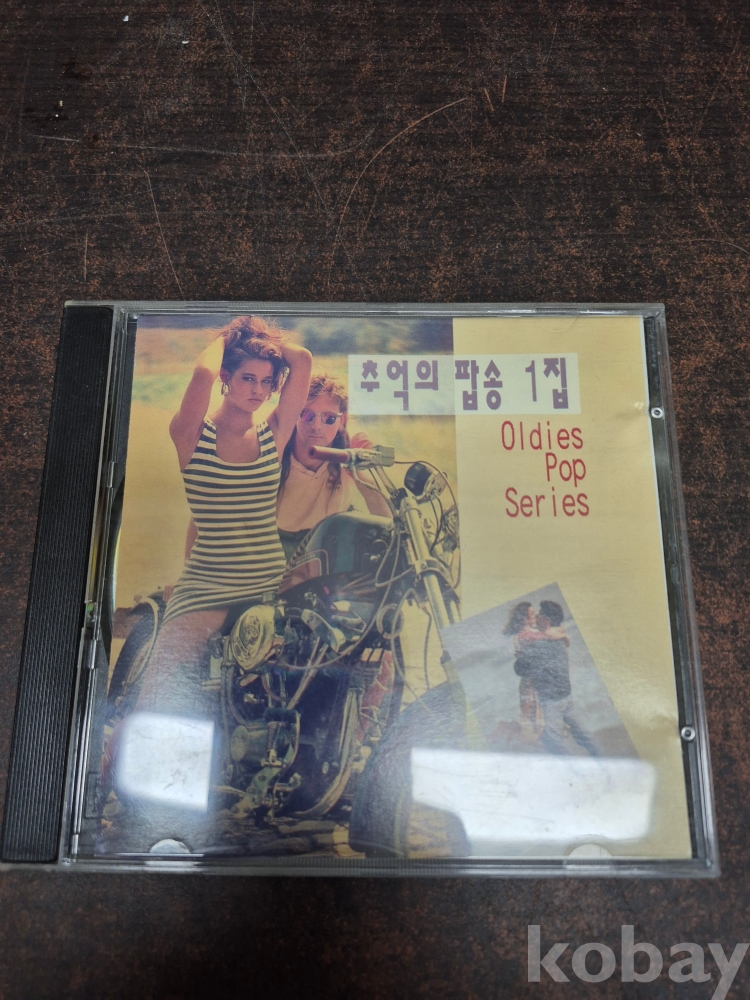 추억의 팝송 1집
Oldies
Pop
Series
kobay